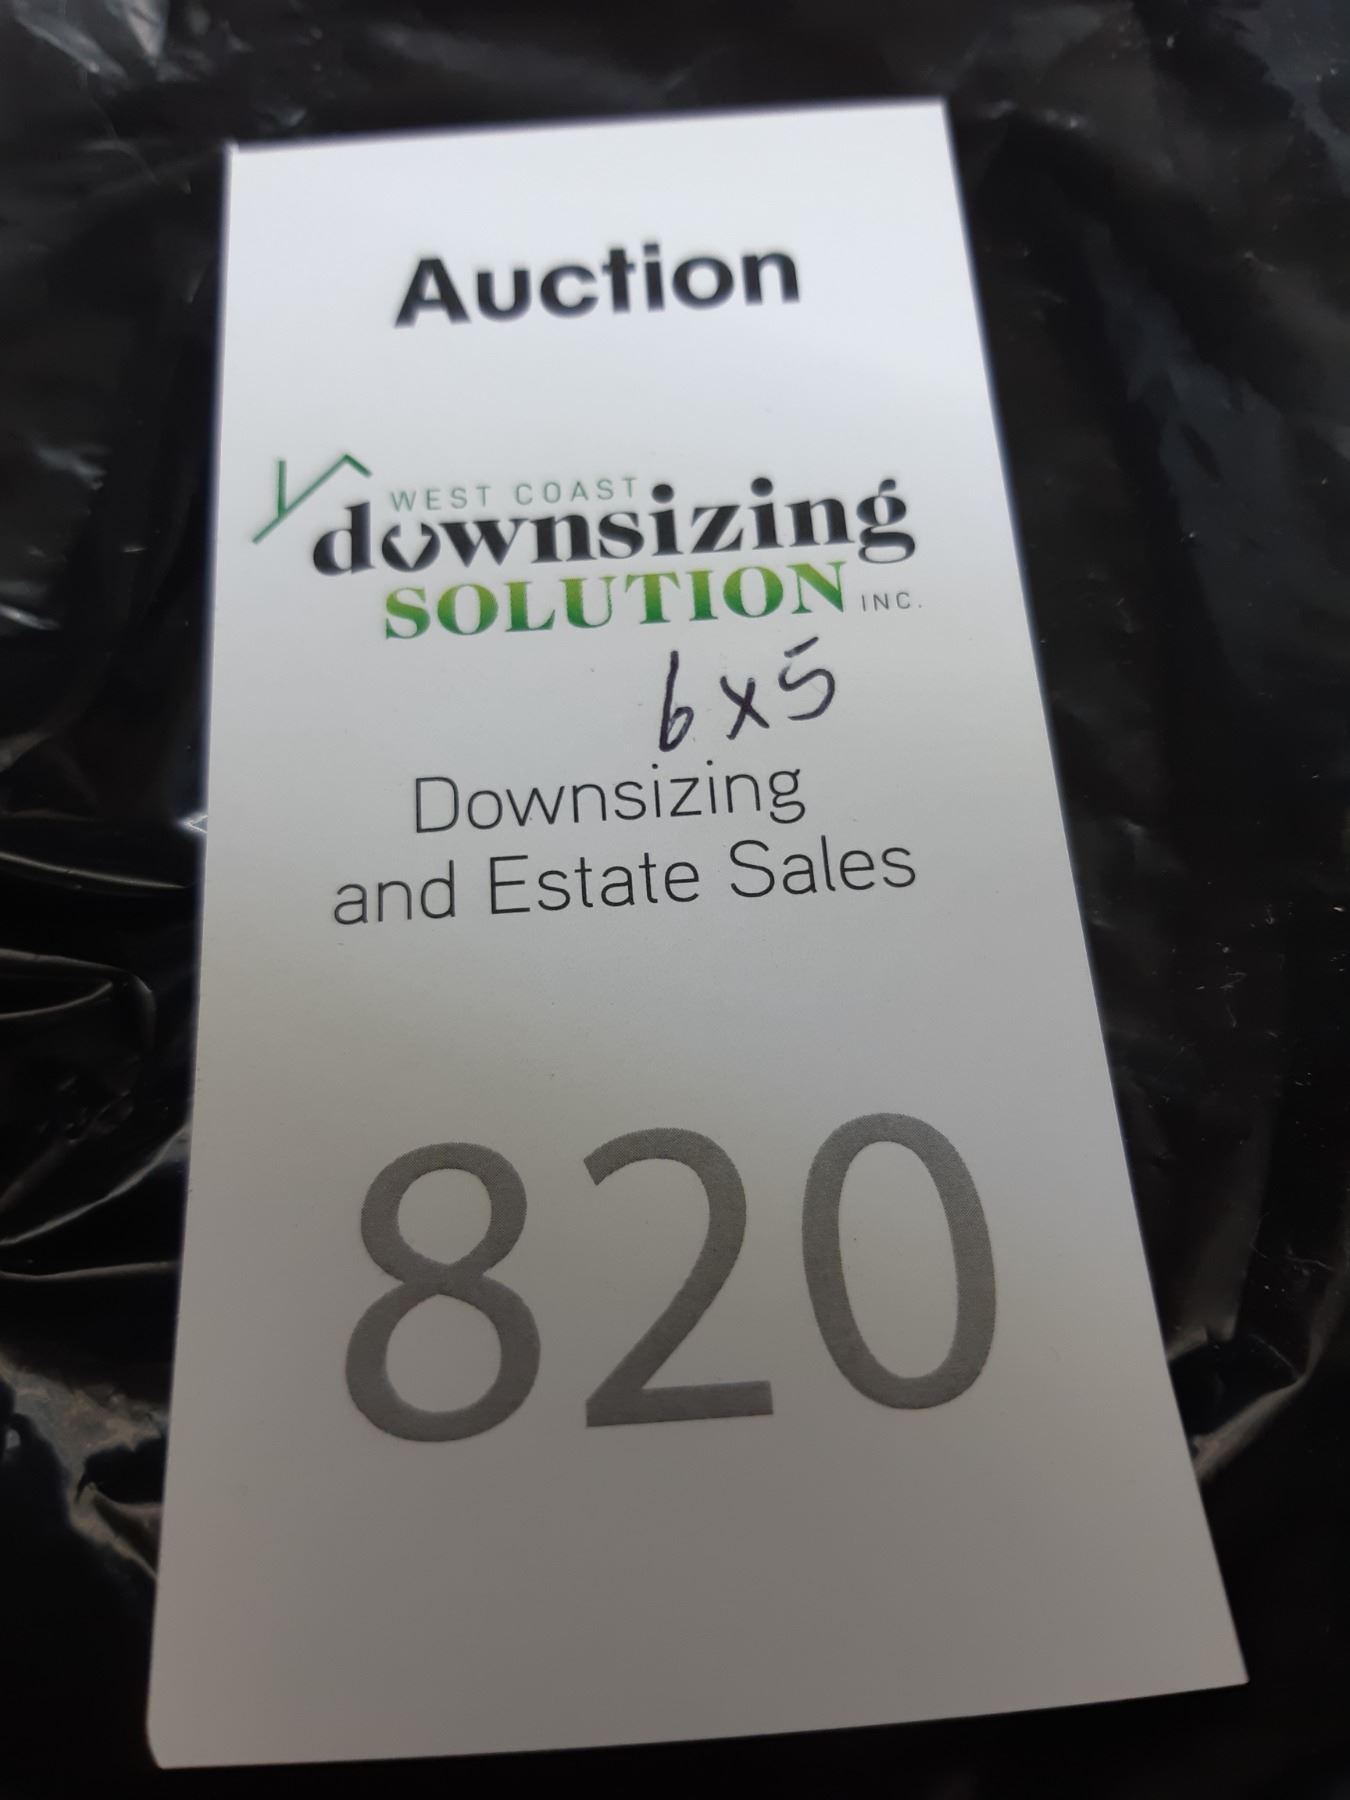 Auction
WEST COAST
downsizing
SOLUTION INC.
6x5
Downsizing
and Estate Sales
820